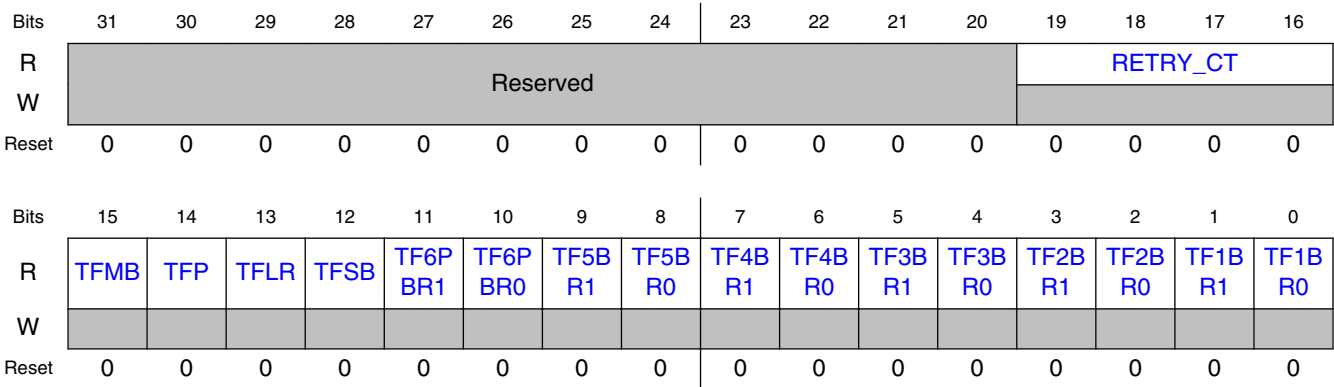 Bits 31 30 29 28 27 26 25 24 23 22 21 20 19 18 17 16
R Reserved RETRY_CT
W
Reset 0 0 0 0 0 0 0 0 0 0 0 0 0 0 0 0
Bits 15 14 13 12 11 10 9 8 7 6 5 4 3 2 1 0
R TFMB TFP TFLR TFSB TF6P TF6P TF5B TF5B TF4B TF4B TF3B TF3B TF2B TF2B TF1B TF1B
BR1 BR0 R1 R0 R1 R0 R1 R0 R1 R0 R1 R0
W
Reset 0 0 0 0 0 0 0 0 0 0 0 0 0 0 0 0